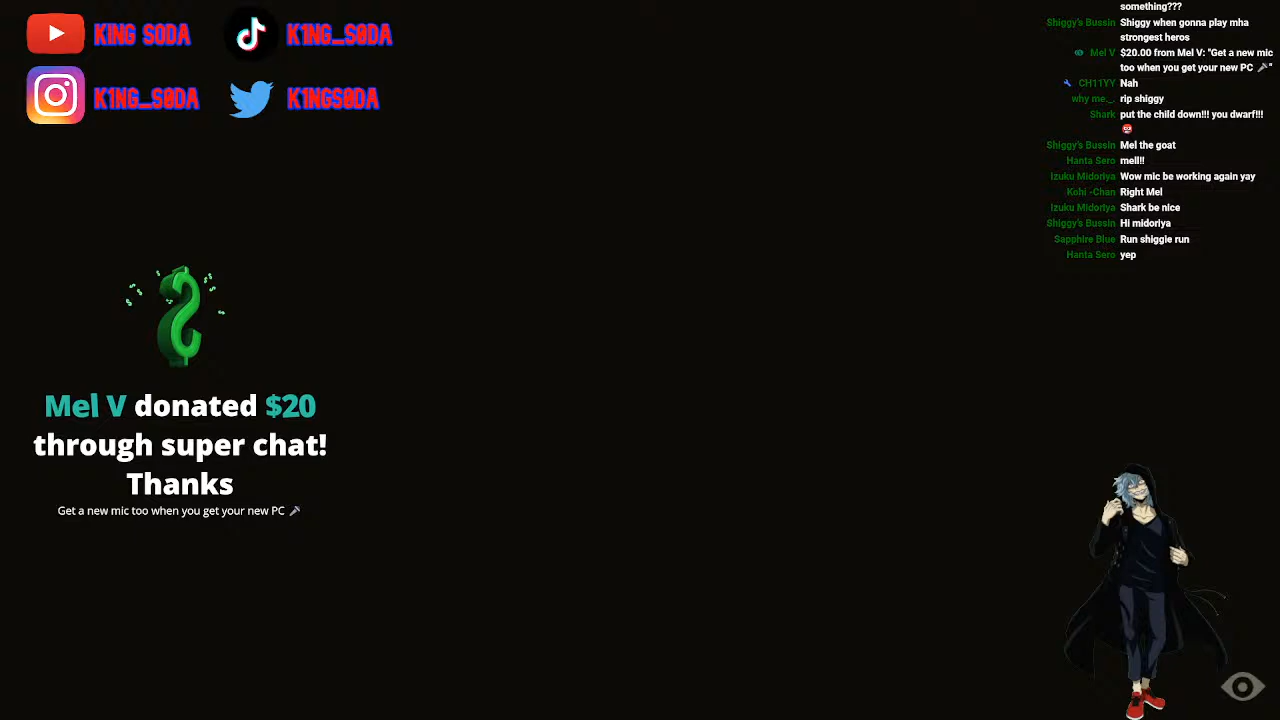 KING SODA
K1NG_S0DA
K1NG_S0DA
K1NGS0DA
something???
Shiggy's Bussin Shiggy when gonna play mha
strongest heros
Mel V $20.00 from Mel V: "Get a new mic
too when you get your new PC 🎤"
CH11YY Nah
why me._. rip shiggy
Shark put the child down!!! you dwarf!!!
Shiggy's Bussin Mel the goat
Hanta Sero mell!!
Izuku Midoriya Wow mic be working again yay
Kohi -Chan Right Mel
Izuku Midoriya Shark be nice
Shiggy's Bussin Hi midoriya
Sapphire Blue Run shiggie run
Hanta Sero yep
Mel V donated $20
through super chat!
Thanks
Get a new mic too when you get your new PC 🎤